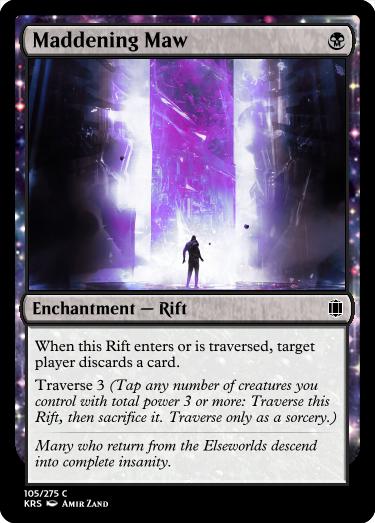 Maddening Maw
Enchantment — Rift
When this Rift enters or is traversed, target
player discards a card.
Traverse 3 (Tap any number of creatures you
control with total power 3 or more: Traverse this
Rift, then sacrifice it. Traverse only as a sorcery.)
Many who return from the Elseworlds descend
into complete insanity.
105/275 C
KRS Amir Zand